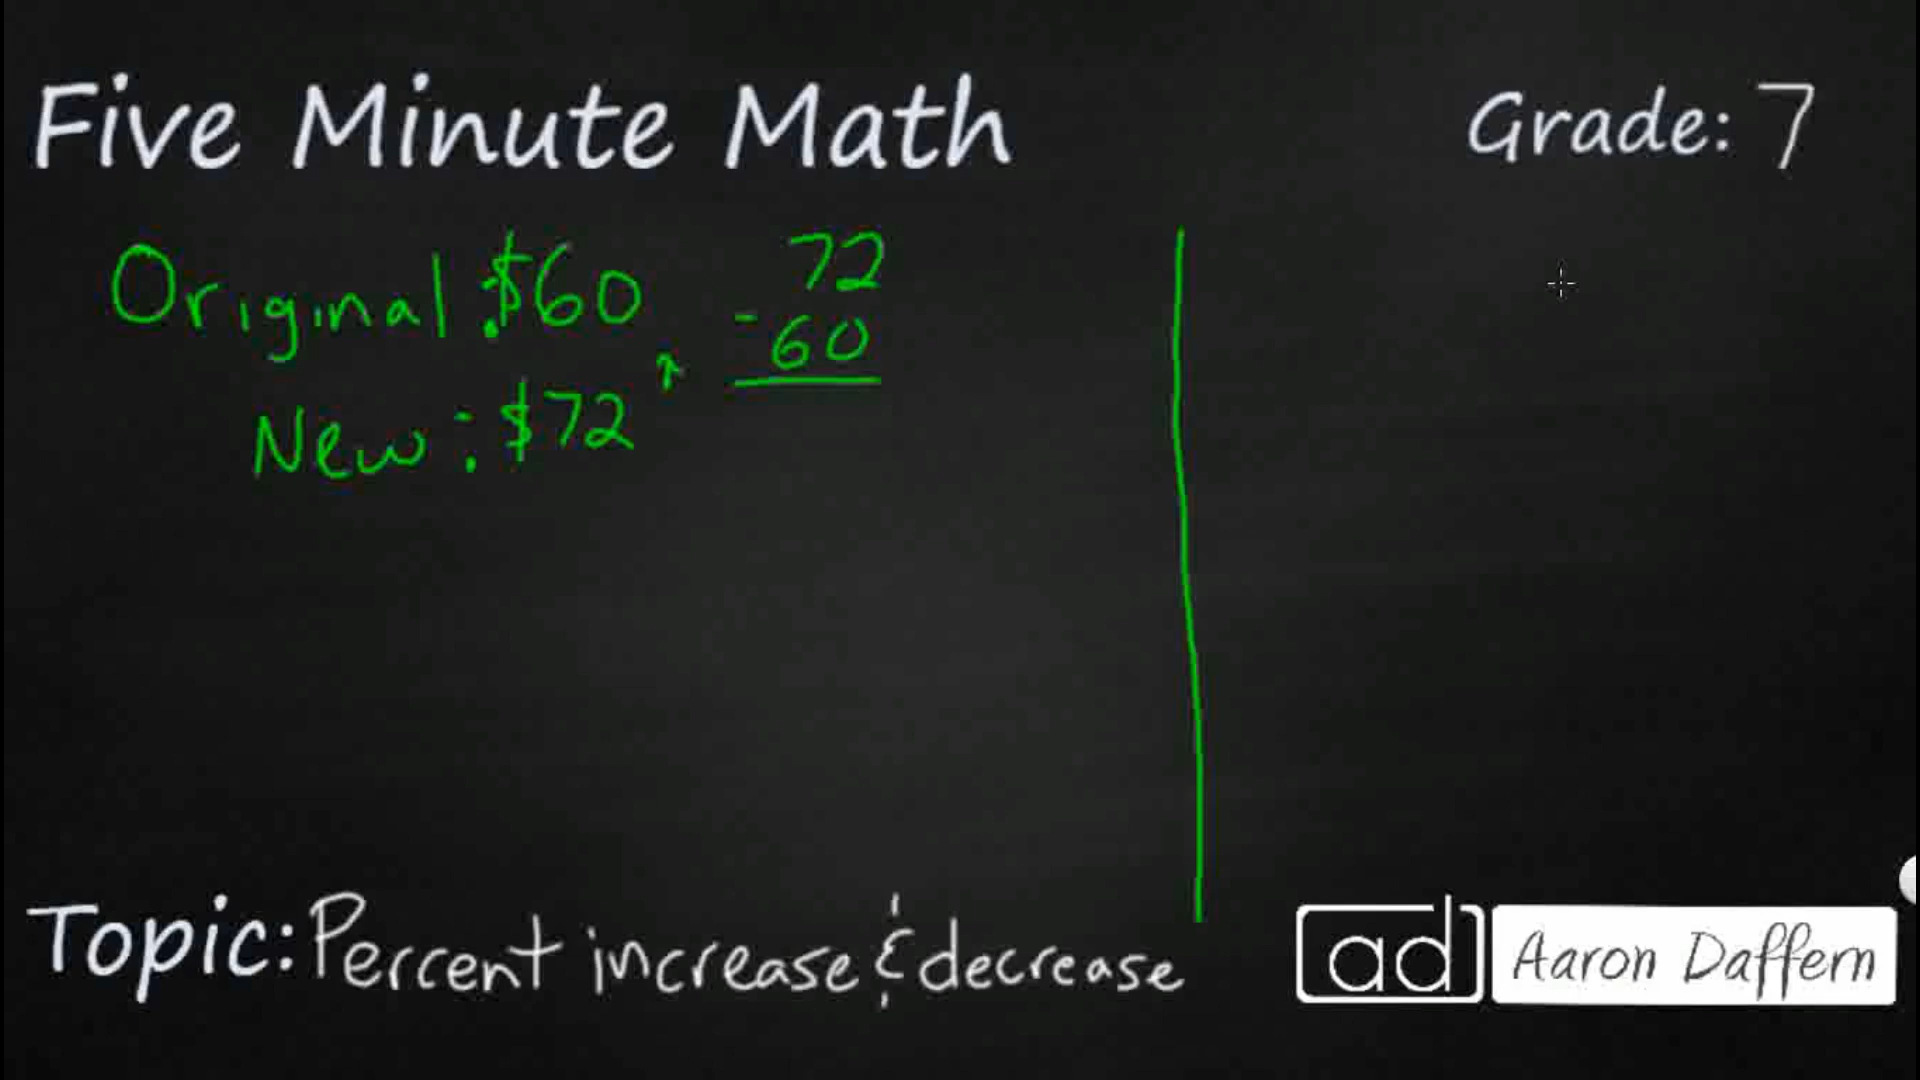 Five Minute Math
Grade: 7
Original: $60
New: $72
72
- 60
Topic: Percent increase & decrease
ad Aaron Daffern